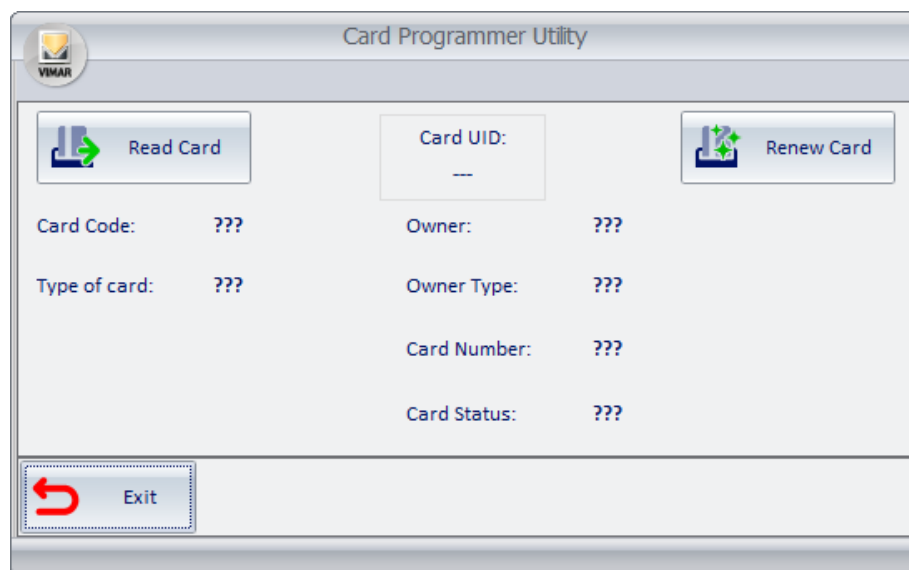 Card Programmer Utility
VIMAR
Read Card
Card UID:
---
Renew Card
Card Code: ???
Owner: ???
Type of card: ???
Owner Type: ???
Card Number: ???
Card Status: ???
Exit